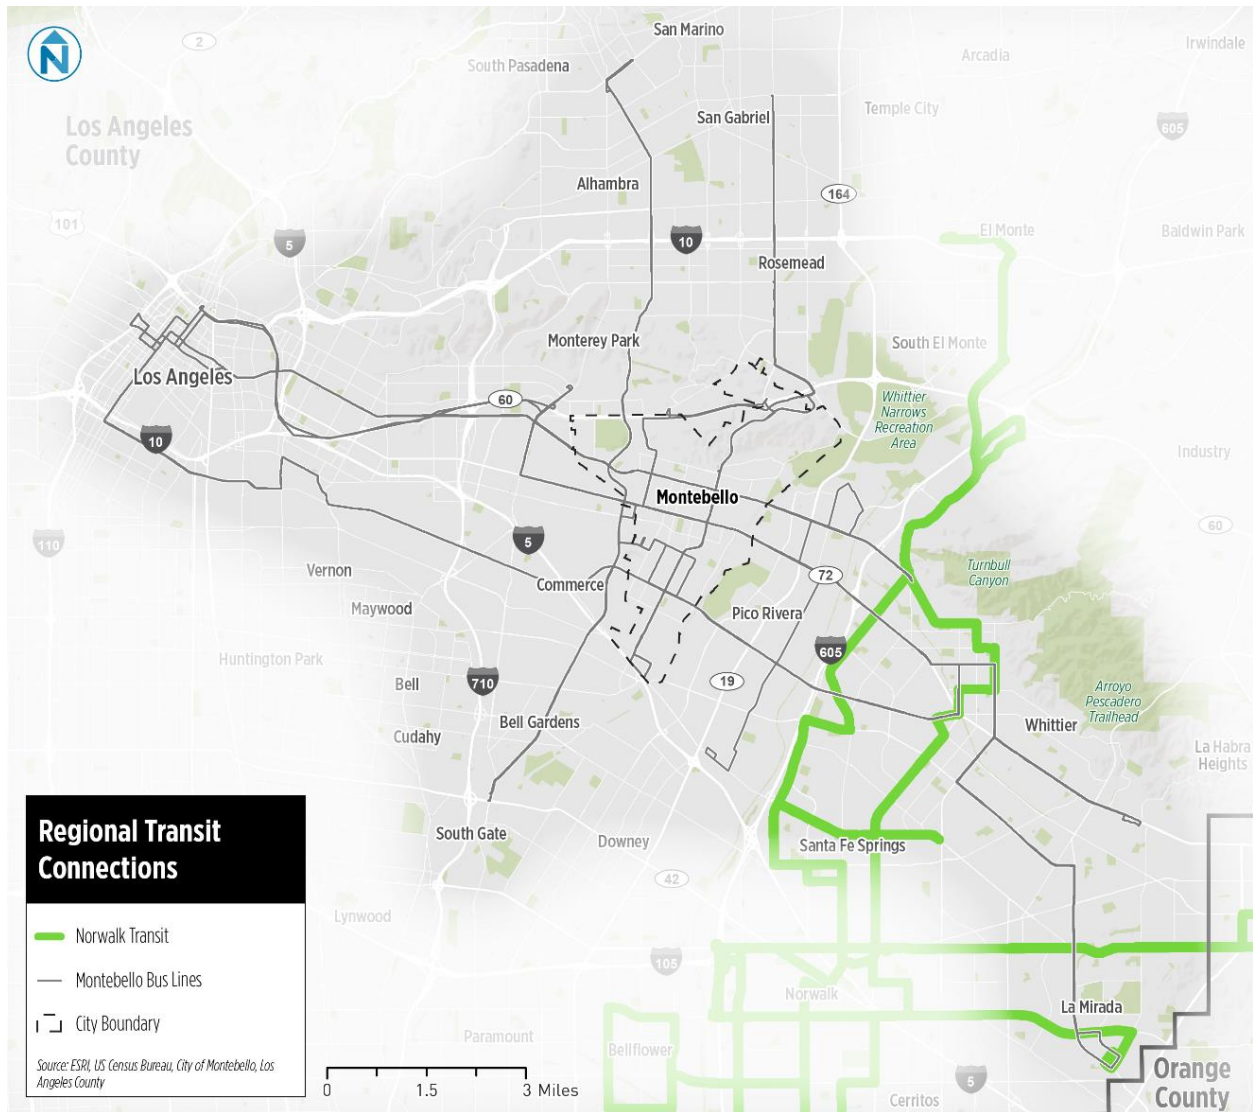 San Marino
N
2
South Pasadena
Arcadia
Irwindale
Los Angeles
County
San Gabriel
Temple City
605
Alhambra
164
101
5
10
El Monte
Baldwin Park
Rosemead
Monterey Park
South El Monte
Los Angeles
60
Whittier
Narrows
Recreation
Area
10
Industry
Montebello
110
5
60
Vernon
Commerce
72
Turnbull
Canyon
Maywood
Pico Rivera
605
Huntington Park
Bell
710
19
Arroyo
Pescadero
Trailhead
Bell Gardens
Whittier
Cudahy
La Habra
Heights
South Gate
Downey
Santa Fe Springs
42
Lynwood
105
Norwalk
La Mirada
Paramount
Bellflower
5
Cerritos
Orange
County
Regional Transit
Connections
Norwalk Transit
Montebello Bus Lines
City Boundary
Source: ESRI, US Census Bureau, City of Montebello, Los
Angeles County
0 1.5 3 Miles